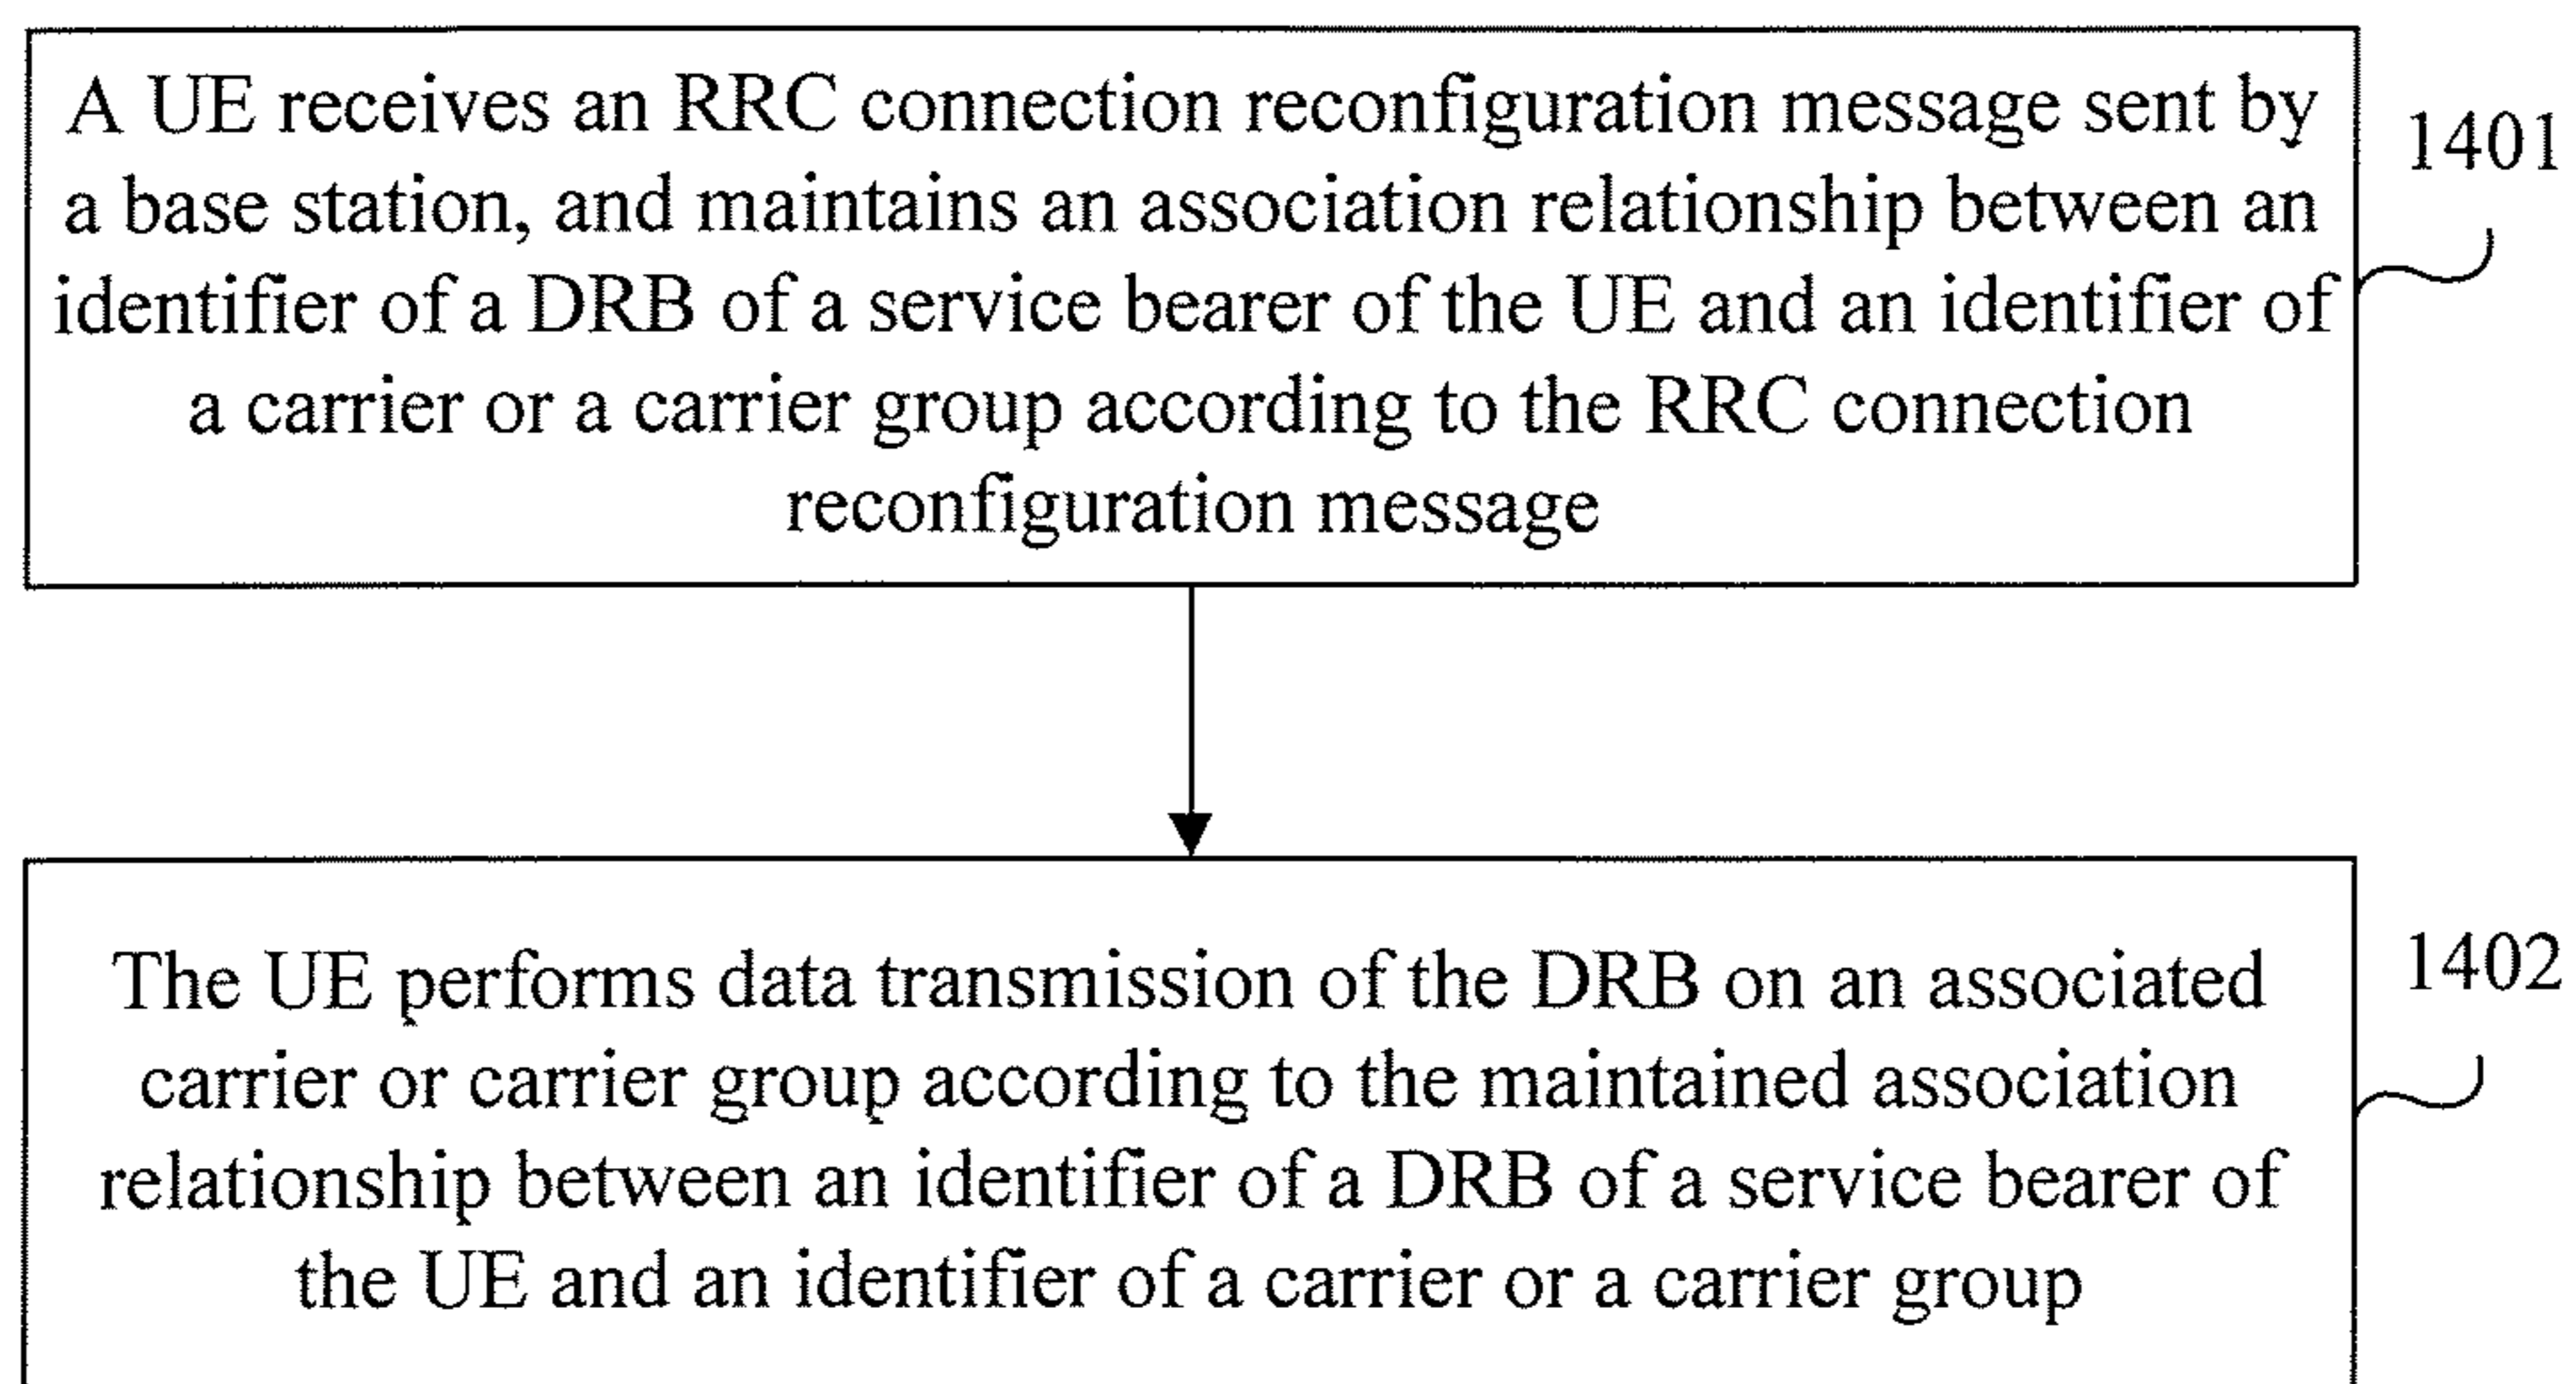 A UE receives an RRC connection reconfiguration message sent by
a base station, and maintains an association relationship between an
identifier of a DRB of a service bearer of the UE and an identifier of
a carrier or a carrier group according to the RRC connection
reconfiguration message
1401
The UE performs data transmission of the DRB on an associated
carrier or carrier group according to the maintained association
relationship between an identifier of a DRB of a service bearer of
the UE and an identifier of a carrier or a carrier group
1402